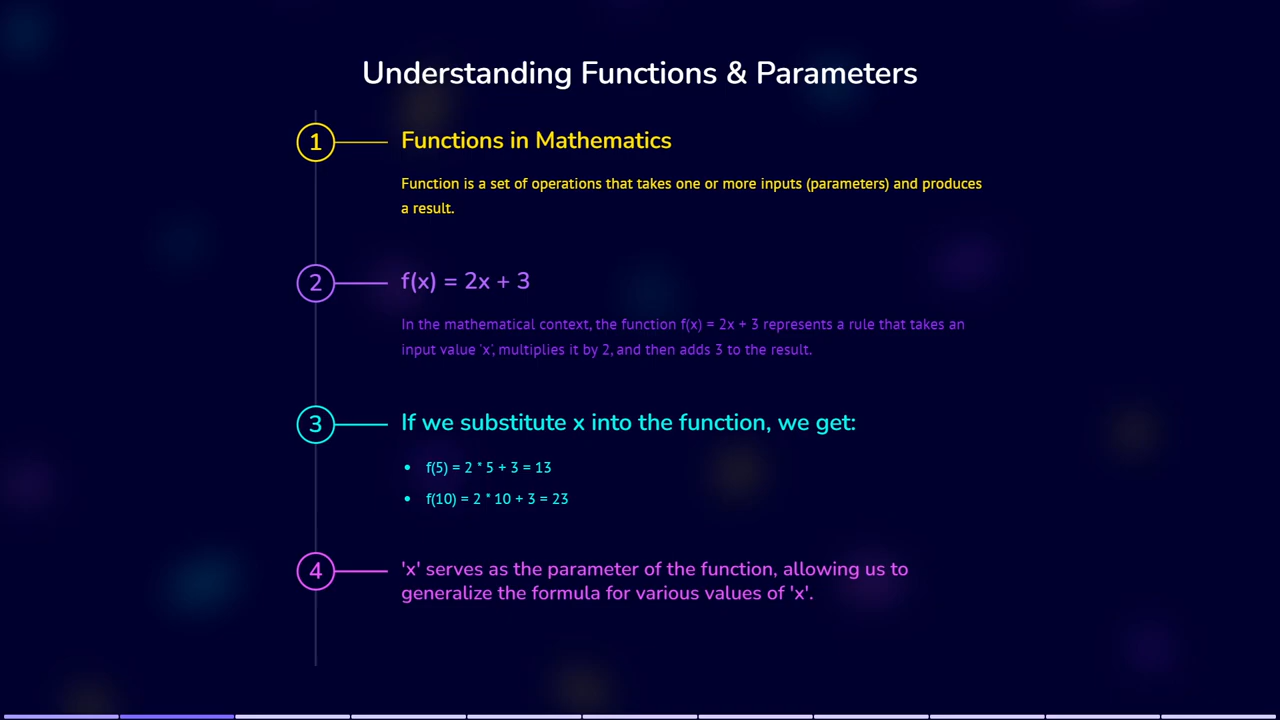 Understanding Functions & Parameters
1
Functions in Mathematics
Function is a set of operations that takes one or more inputs (parameters) and produces
a result.
2
f(x) = 2x + 3
In the mathematical context, the function f(x) = 2x + 3 represents a rule that takes an
input value 'x', multiplies it by 2, and then adds 3 to the result.
3
If we substitute x into the function, we get:
• f(5) = 2 * 5 + 3 = 13
• f(10) = 2 * 10 + 3 = 23
4
'x' serves as the parameter of the function, allowing us to
generalize the formula for various values of 'x'.